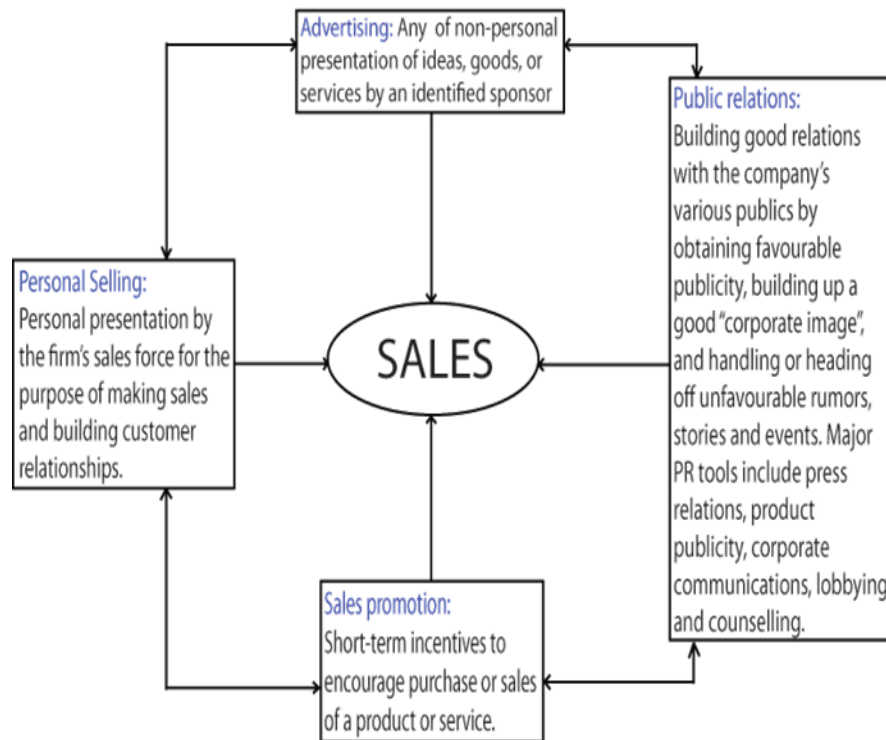 Advertising: Any of non-personal
presentation of ideas, goods, or
services by an identified sponsor
Public relations:
Building good relations
with the company's
various publics by
obtaining favourable
publicity, building up a
good “corporate image”,
and handling or heading
off unfavourable rumors,
stories and events. Major
PR tools include press
relations, product
publicity, corporate
communications, lobbying
and counselling.
Personal Selling:
Personal presentation by
the firm's sales force for the
purpose of making sales
and building customer
relationships.
SALES
Sales promotion:
Short-term incentives to
encourage purchase or sales
of a product or service.